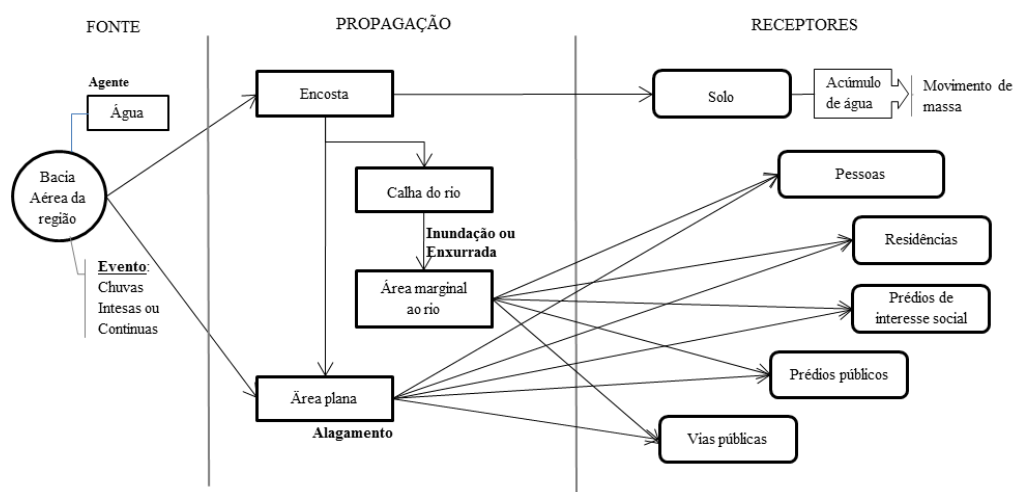 FONTE
PROPAGAÇÃO
RECEPTORES
Agente
Água
Bacia
Aérea da
região
Evento:
Chuvas
Intesas ou
Continuas
Encosta
Calha do rio
Inundação ou
Enxurrada
Área marginal
ao rio
Ärea plana
Alagamento
Solo
Acúmulo
de água
Movimento de
massa
Pessoas
Residências
Prédios de
interesse social
Prédios públicos
Vias públicas